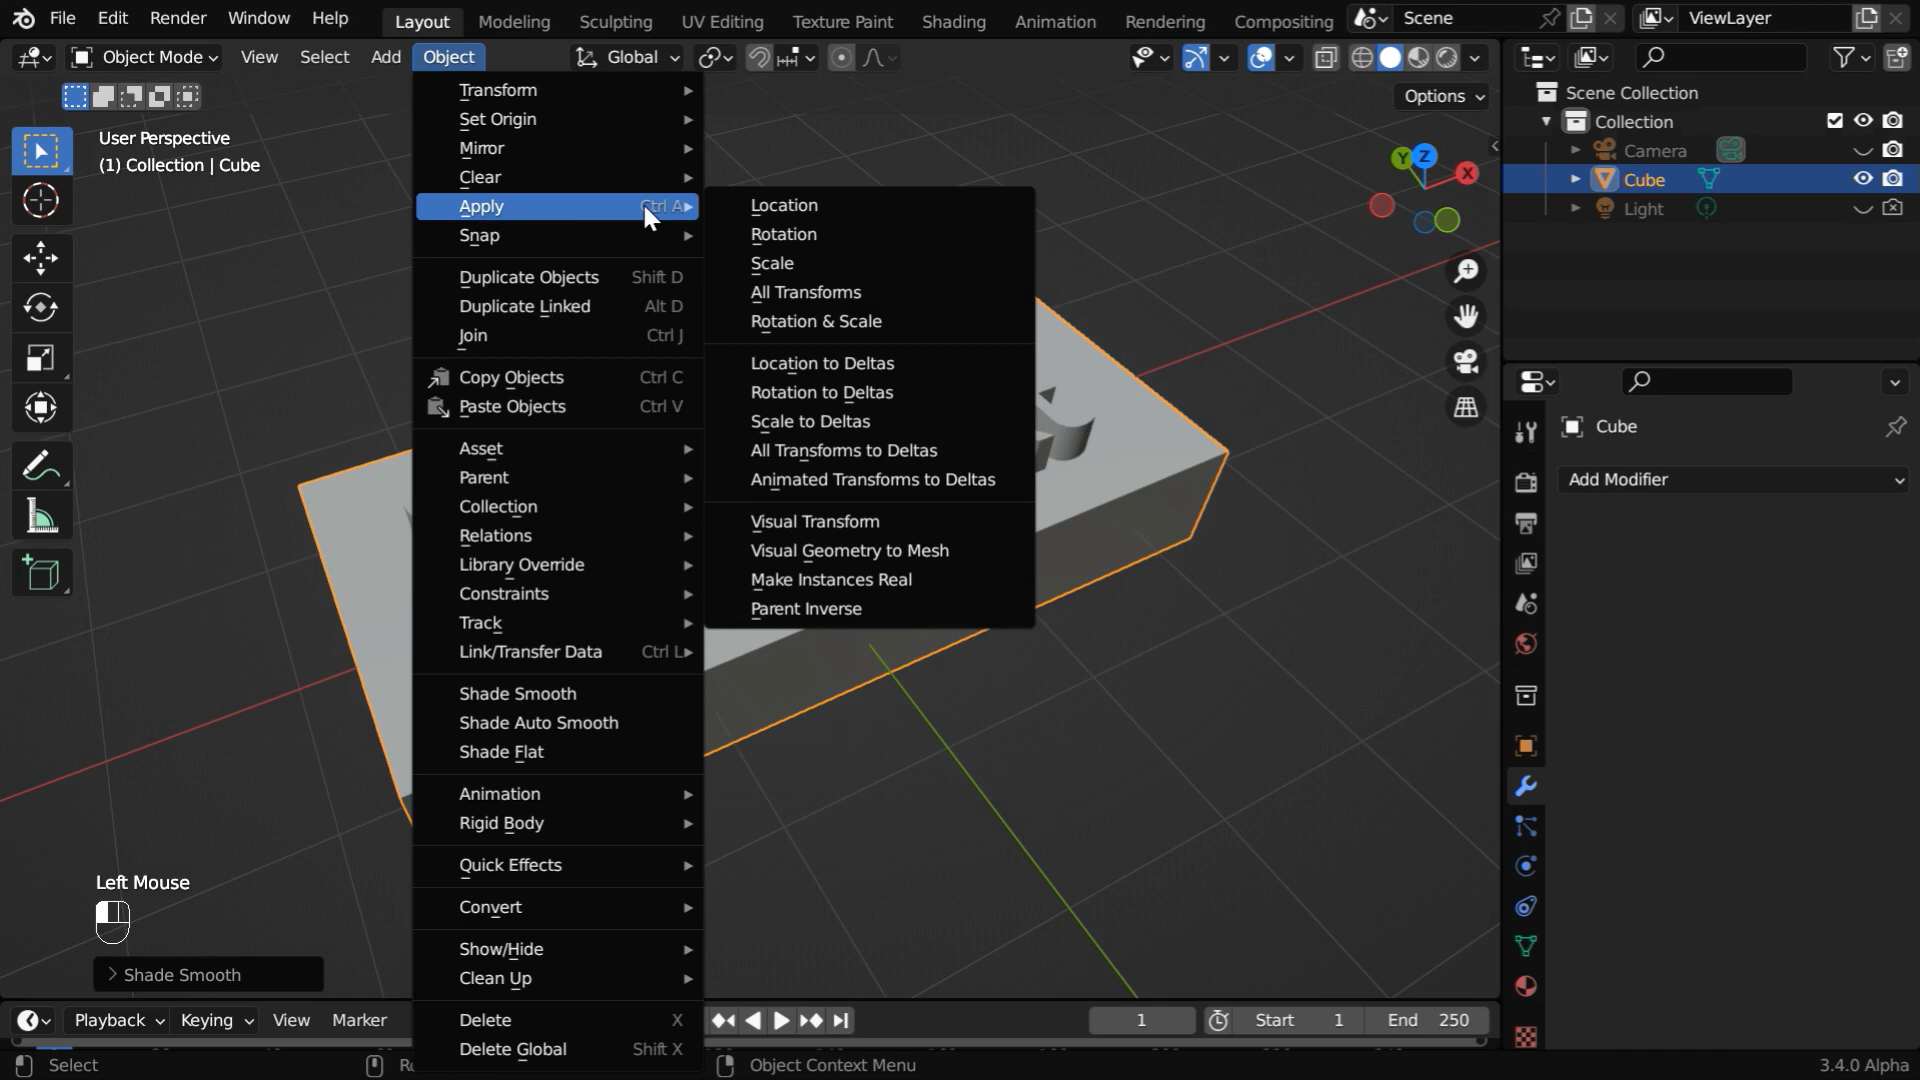 File Edit Render Window Help Layout Modeling Sculpting UV Editing Texture Paint Shading Animation Rendering Compositing Scene ViewLayer
Object Mode View Select Add Object Global
Options
User Perspective
(1) Collection | Cube
Transform
Set Origin
Mirror
Clear
Apply Ctrl A
Snap
Duplicate Objects Shift D
Duplicate Linked Alt D
Join Ctrl J
Copy Objects Ctrl C
Paste Objects Ctrl V
Asset
Parent
Collection
Relations
Library Override
Constraints
Track
Link/Transfer Data Ctrl L
Shade Smooth
Shade Auto Smooth
Shade Flat
Animation
Rigid Body
Quick Effects
Convert
Show/Hide
Clean Up
Delete X
Delete Global Shift X
Location
Rotation
Scale
All Transforms
Rotation & Scale
Location to Deltas
Rotation to Deltas
Scale to Deltas
All Transforms to Deltas
Animated Transforms to Deltas
Visual Transform
Visual Geometry to Mesh
Make Instances Real
Parent Inverse
Y Z X
Scene Collection
Collection
Camera
Cube
Light
Cube
Add Modifier
Left Mouse
Shade Smooth
Playback Keying View Marker 1 Start 1 End 250
Select Object Context Menu 3.4.0 Alpha